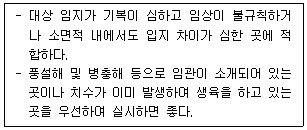 - 대상 임지가 기복이 심하고 임상이 불규칙하거
나 소면적 내에서도 입지 차이가 심한 곳에 적
합하다.
- 풍설해 및 병충해 등으로 임관이 소개되어 있는
곳이나 치수가 이미 발생하여 생육을 하고 있는
곳을 우선하여 실시하면 좋다.